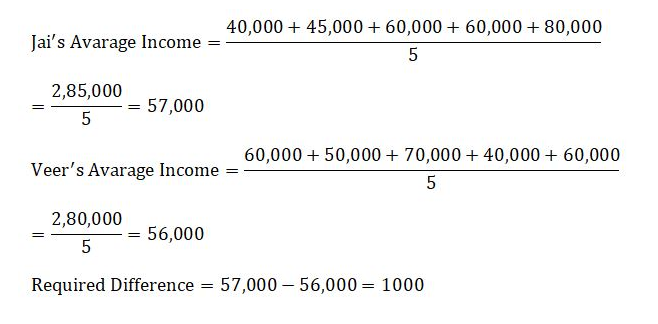 Jai's Avarage Income = (40,000 + 45,000 + 60,000 + 60,000 + 80,000) / 5
= 2,85,000 / 5 = 57,000
Veer's Avarage Income = (60,000 + 50,000 + 70,000 + 40,000 + 60,000) / 5
= 2,80,000 / 5 = 56,000
Required Difference = 57,000 − 56,000 = 1000